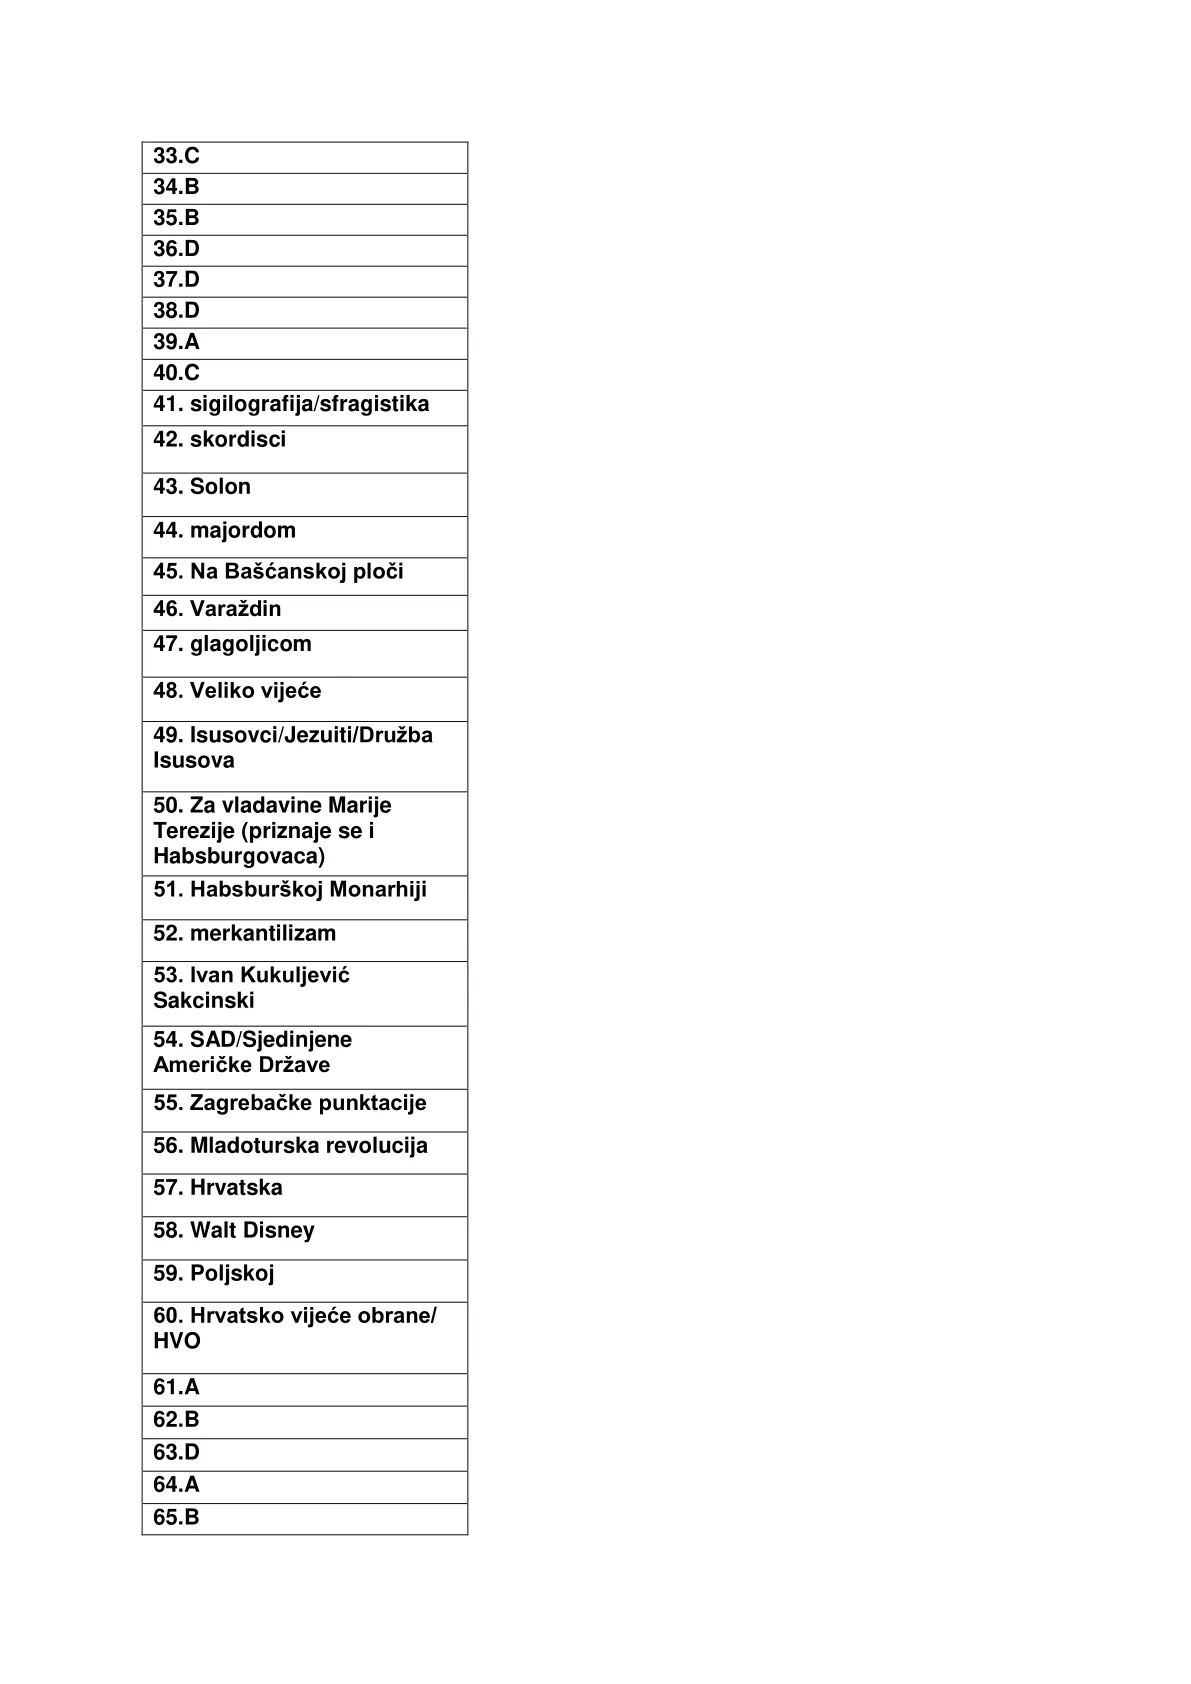 33.C
34.B
35.B
36.D
37.D
38.D
39.A
40.C
41. sigilografija/sfragistika
42. skordisci
43. Solon
44. majordom
45. Na Bašćanskoj ploči
46. Varaždin
47. glagoljicom
48. Veliko vijeće
49. Isusovci/Jezuiti/Družba
Isusova
50. Za vladavine Marije
Terezije (priznaje se i
Habsburgovaca)
51. Habsburškoj Monarhiji
52. merkantilizam
53. Ivan Kukuljević
Sakcinski
54. SAD/Sjedinjene
Američke Države
55. Zagrebačke punktacije
56. Mladoturska revolucija
57. Hrvatska
58. Walt Disney
59. Poljskoj
60. Hrvatsko vijeće obrane/
HVO
61.A
62.B
63.D
64.A
65.B